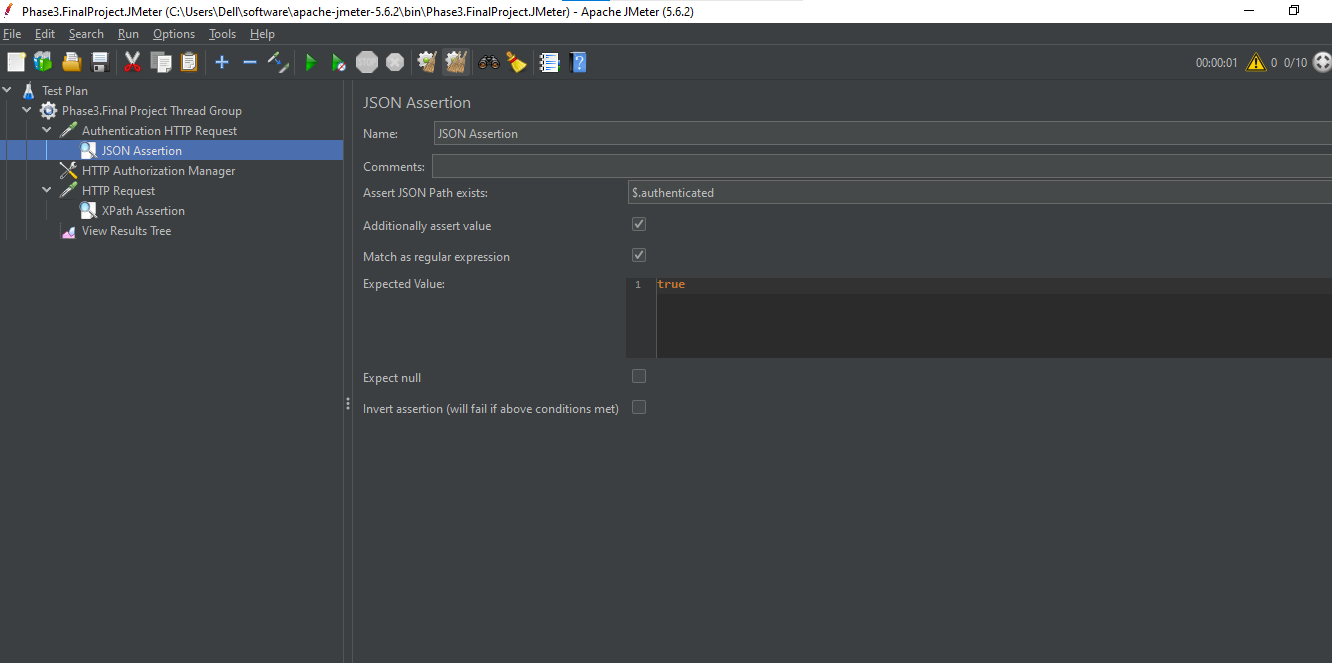 Phase3.FinalProject.JMeter (C:\Users\Dell\software\apache-jmeter-5.6.2\bin\Phase3.FinalProject.JMeter) - Apache JMeter (5.6.2)
File Edit Search Run Options Tools Help
STOP 00:00:01 0 0/10
Test Plan
Phase3.Final Project Thread Group
Authentication HTTP Request
JSON Assertion
HTTP Authorization Manager
HTTP Request
XPath Assertion
View Results Tree
JSON Assertion
Name: JSON Assertion
Comments:
Assert JSON Path exists: $.authenticated
Additionally assert value
Match as regular expression
Expected Value: 1 true
Expect null
Invert assertion (will fail if above conditions met)